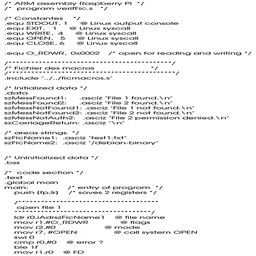 /* ARM assembly Raspberry PI */
/* program verifFic.s */
/* Constantes */
.equ STDOUT, 1 @ Linux output console
.equ EXIT, 1 @ Linux syscall
.equ WRITE, 4 @ Linux syscall
.equ OPEN, 5 @ Linux syscall
.equ CLOSE, 6 @ Linux syscall
.equ O_RDWR, 0x0002 /* open for reading and writing */
/*******************************************/
/* Fichier des macros */
/********************************************/
.include "../../ficmacros.s"
/* Initialized data */
.data
szMessFound1: .asciz "File 1 found.\n"
szMessFound2: .asciz "File 2 found.\n"
szMessNotFound1: .asciz "File 1 not found.\n"
szMessNotFound2: .asciz "File 2 not found.\n"
szMessNotAuth2: .asciz "File 2 permission denied.\n"
szCarriageReturn: .asciz "\n"
/* areas strings */
szFicName1: .asciz "test1.txt"
szFicName2: .asciz "/debian-binary"
/* UnInitialized data */
.bss
/* code section */
.text
.global main
main: /* entry of program */
push {fp,lr} /* saves 2 registers */
/************************************
open file 1
************************************/
ldr r0,iAdrszFicName1 @ file name
mov r1,#O_RDWR @ flags
mov r2,#0 @ mode
mov r7, #OPEN @ call system OPEN
swi 0
cmp r0,#0 @ error ?
ble 1f
mov r1,r0 @ FD